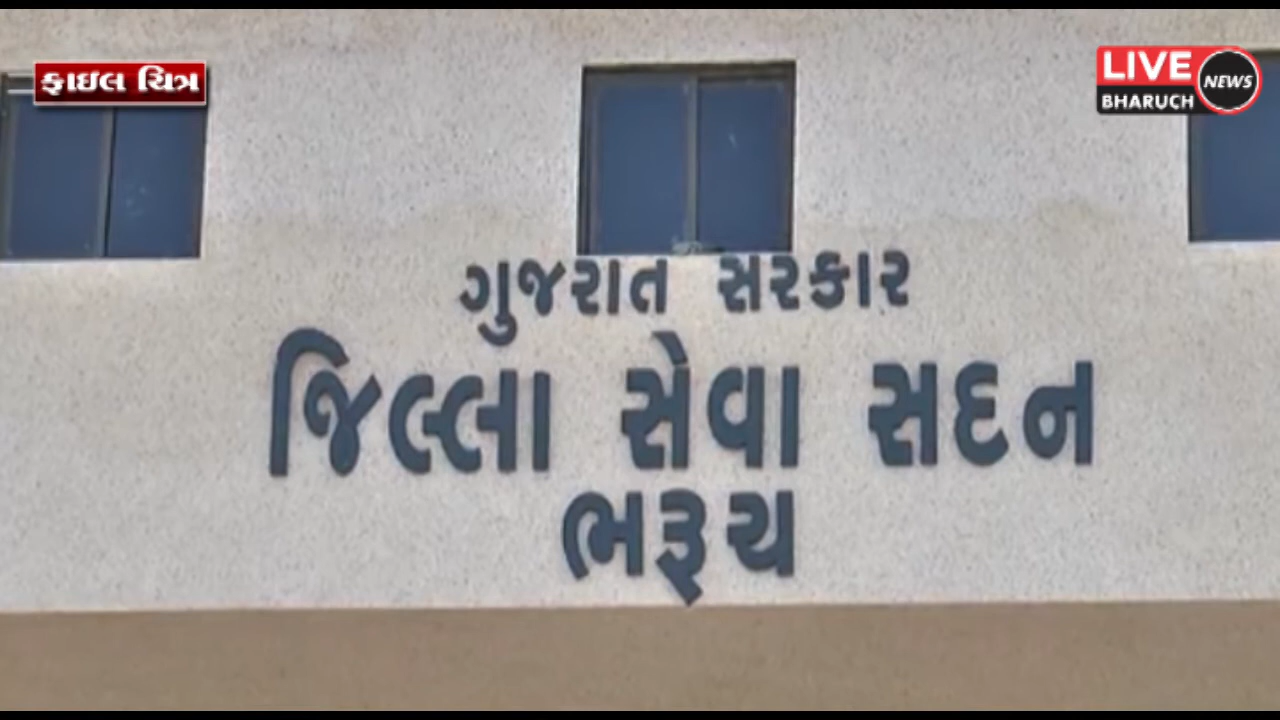 ફાઇલ ચિત્ર
LIVE
NEWS
BHARUCH
ગુજરાત સરકાર
જિલ્લા સેવા સદન
ભરૂચ